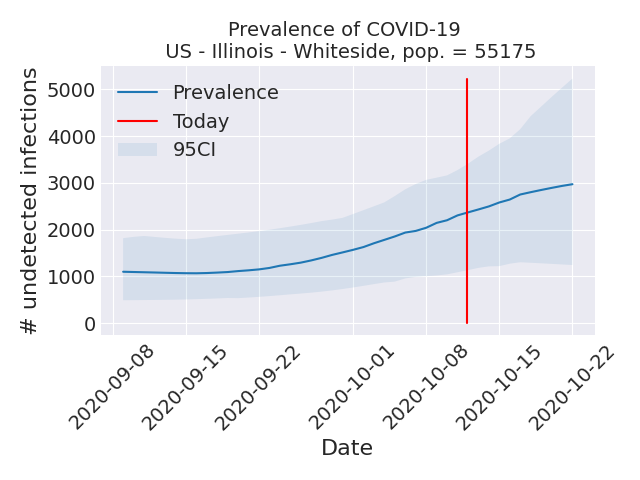 Prevalence of COVID-19
US - Illinois - Whiteside, pop. = 55175
# undetected infections
5000
4000
3000
2000
1000
0
Prevalence
Today
95CI
2020-09-08
2020-09-15
2020-09-22
2020-10-01
2020-10-08
2020-10-15
2020-10-22
Date